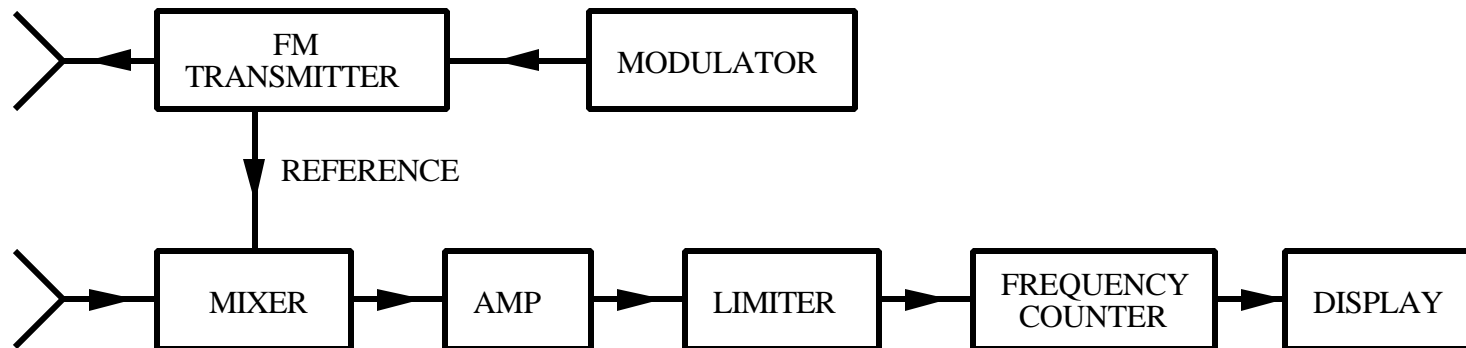 FM
TRANSMITTER
MODULATOR
REFERENCE
MIXER
AMP
LIMITER
FREQUENCY
COUNTER
DISPLAY